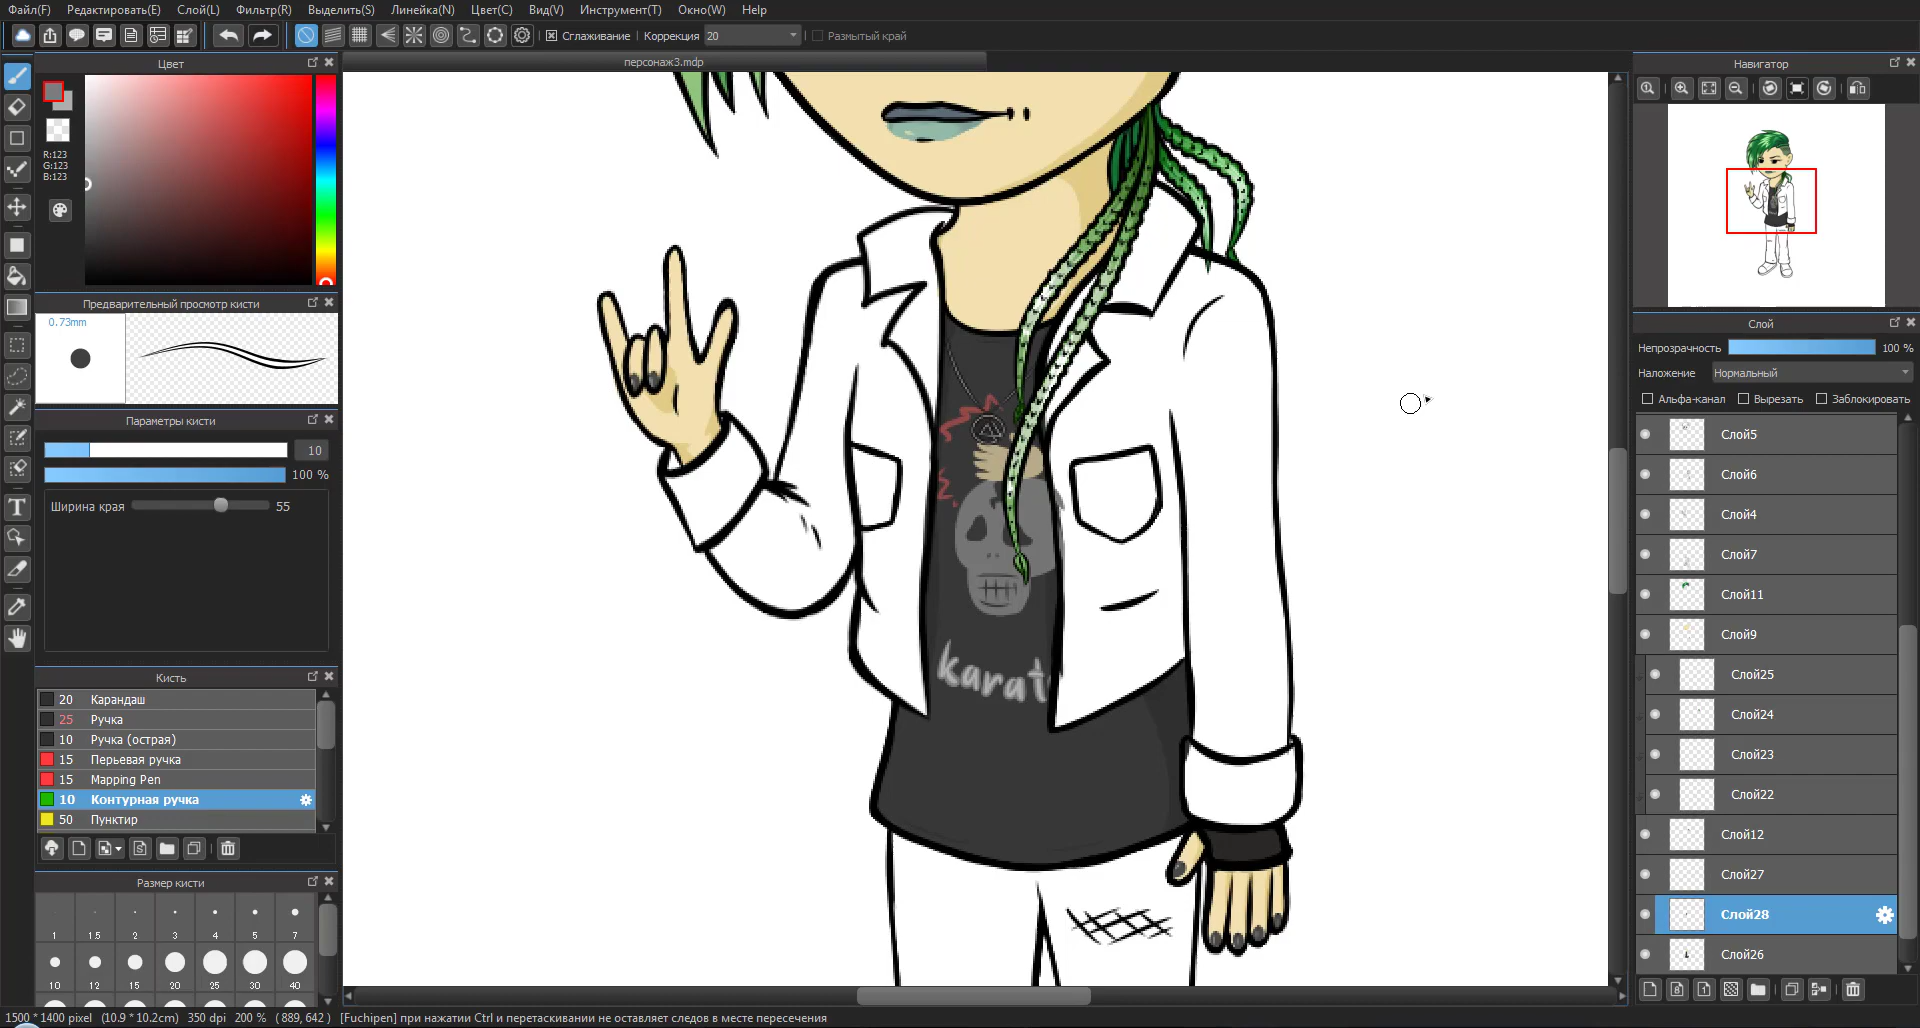 Файл(F) Редактировать(E) Слой(L) Фильтр(R) Выделить(S) Линейка(N) Цвет(C) Вид(V) Инструмент(T) Окно(W) Help
Сглаживание Коррекция 20 Размытый край
персонаж3.mdp
Цвет
R:123
G:123
B:123
Предварительный просмотр кисти
0.73mm
Параметры кисти
10
100 %
Ширина края 55
Кисть
20 Карандаш
25 Ручка
10 Ручка (острая)
15 Перьевая ручка
15 Mapping Pen
10 Контурная ручка
50 Пунктир
Размер кисти
1 1.5 2 3 4 5 7
10 12 15 20 25 30 40
karat
Навигатор
Слой
Непрозрачность 100 %
Наложение Нормальный
Альфа-канал Вырезать Заблокировать
Слой5
Слой6
Слой4
Слой7
Слой11
Слой9
Слой25
Слой24
Слой23
Слой22
Слой12
Слой27
Слой28
Слой26
1500 * 1400 pixel (10.9 * 10.2cm) 350 dpi 200 % ( 889, 642 ) [Fuchipen] при нажатии Ctrl и перетаскивании не оставляет следов в месте пересечения